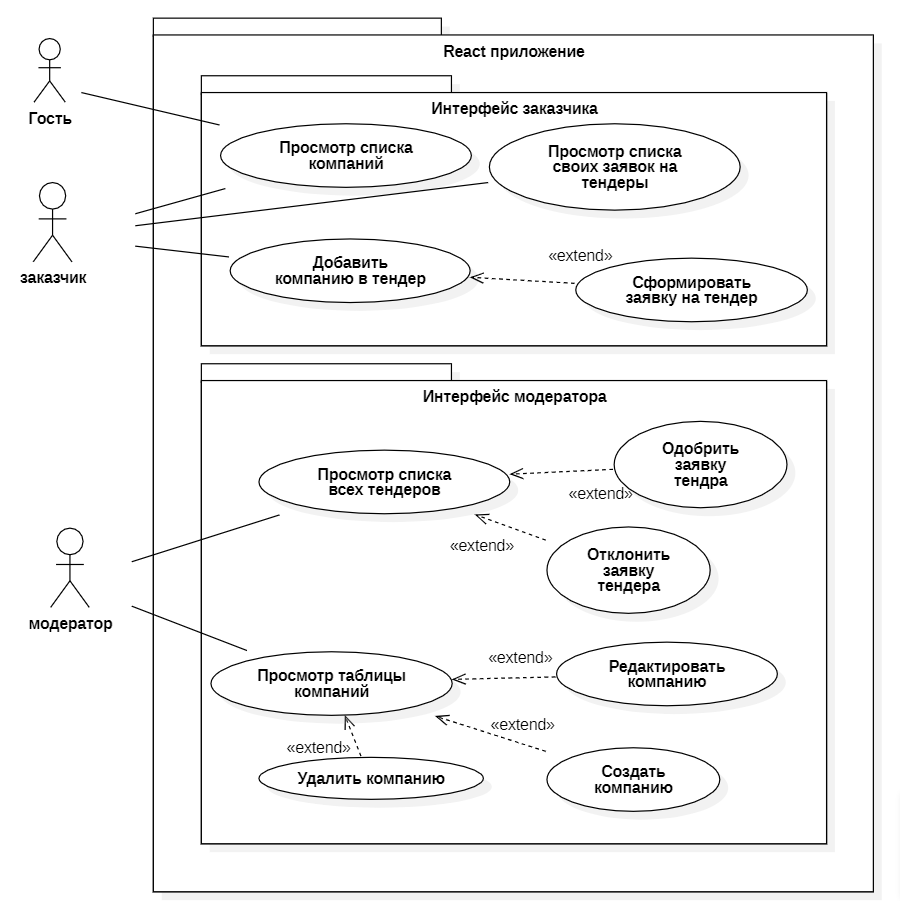 React приложение
Гость
Интерфейс заказчика
Просмотр списка
компаний
Просмотр списка
своих заявок на
тендеры
заказчик
Добавить
компанию в тендер
«extend»
Сформировать
заявку на тендер
Интерфейс модератора
Просмотр списка
всех тендеров
Одобрить
заявку
тендра
«extend»
«extend»
Отклонить
заявку
тендера
модератор
Просмотр таблицы
компаний
«extend»
Редактировать
компанию
«extend»
«extend»
Удалить компанию
Создать
компанию